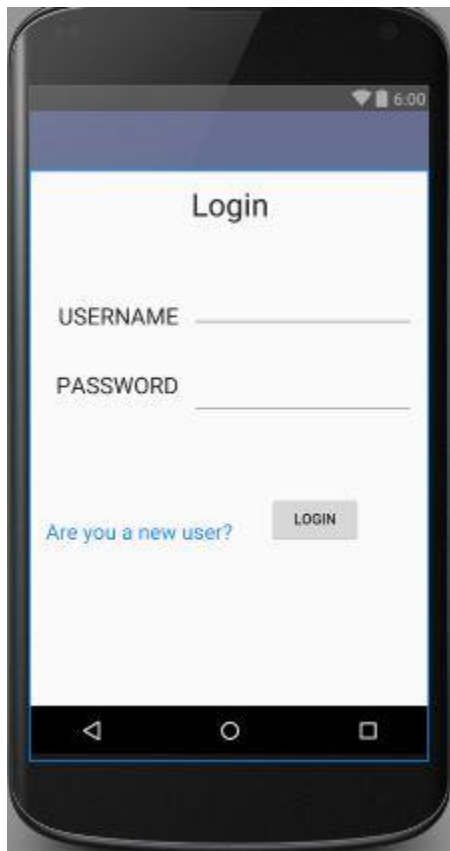 6:00
Login
USERNAME
PASSWORD
LOGIN
Are you a new user?